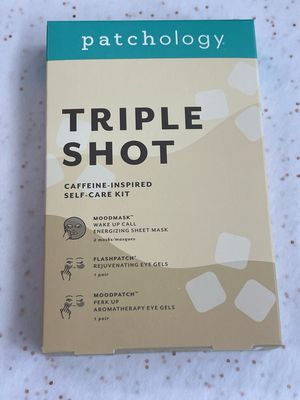 patchology
TRIPLE
SHOT
CAFFEINE-INSPIRED
SELF-CARE KIT
MOODMASK™
WAKE UP CALL
ENERGIZING SHEET MASK
2 masks/masques
FLASHPATCH™
REJUVENATING EYE GELS
1 pair
MOODPATCH™
PERK UP
AROMATHERAPY EYE GELS
1 pair